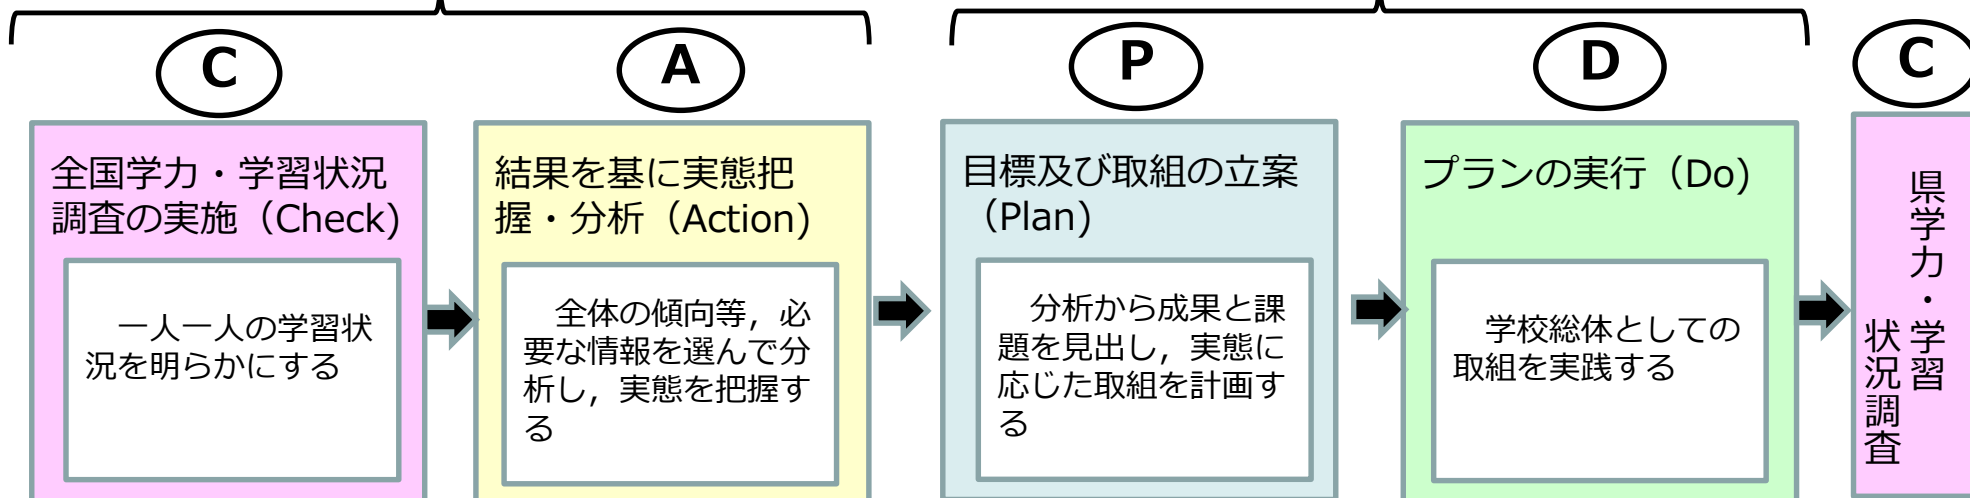 C
全国学力・学習状況
調査の実施（Check)
一人一人の学習状
況を明らかにする
A
結果を基に実態把
握・分析（Action)
全体の傾向等，必
要な情報を選んで分
析し，実態を把握す
る
P
目標及び取組の立案
（Plan)
分析から成果と課
題を見出し，実態に
応じた取組を計画す
る
D
プランの実行（Do)
学校総体としての
取組を実践する
C
県学力・学習
状況調査